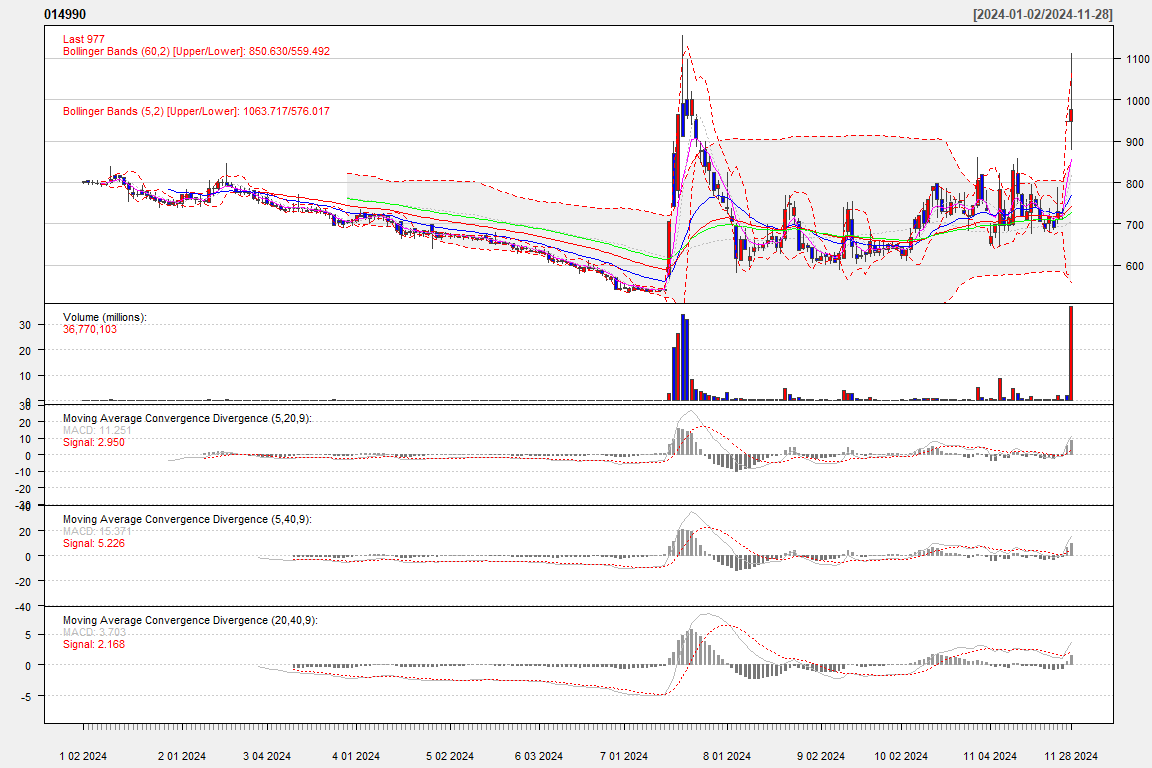 014990 [2024-01-02/2024-11-28]
Last 977
Bollinger Bands (60,2) [Upper/Lower]: 850.630/559.492
Bollinger Bands (5,2) [Upper/Lower]: 1063.717/576.017
1100
1000
900
800
700
600
Volume (millions):
36,770,103
30
20
10
0
Moving Average Convergence Divergence (5,20,9):
MACD: 11.251
Signal: 2.950
30
20
10
0
-10
-20
-30
Moving Average Convergence Divergence (5,40,9):
MACD: 15.371
Signal: 5.226
40
20
0
-20
-40
Moving Average Convergence Divergence (20,40,9):
MACD: 3.703
Signal: 2.168
5
0
-5
1 02 2024 2 01 2024 3 04 2024 4 01 2024 5 02 2024 6 03 2024 7 01 2024 8 01 2024 9 02 2024 10 02 2024 11 04 2024 11 28 2024